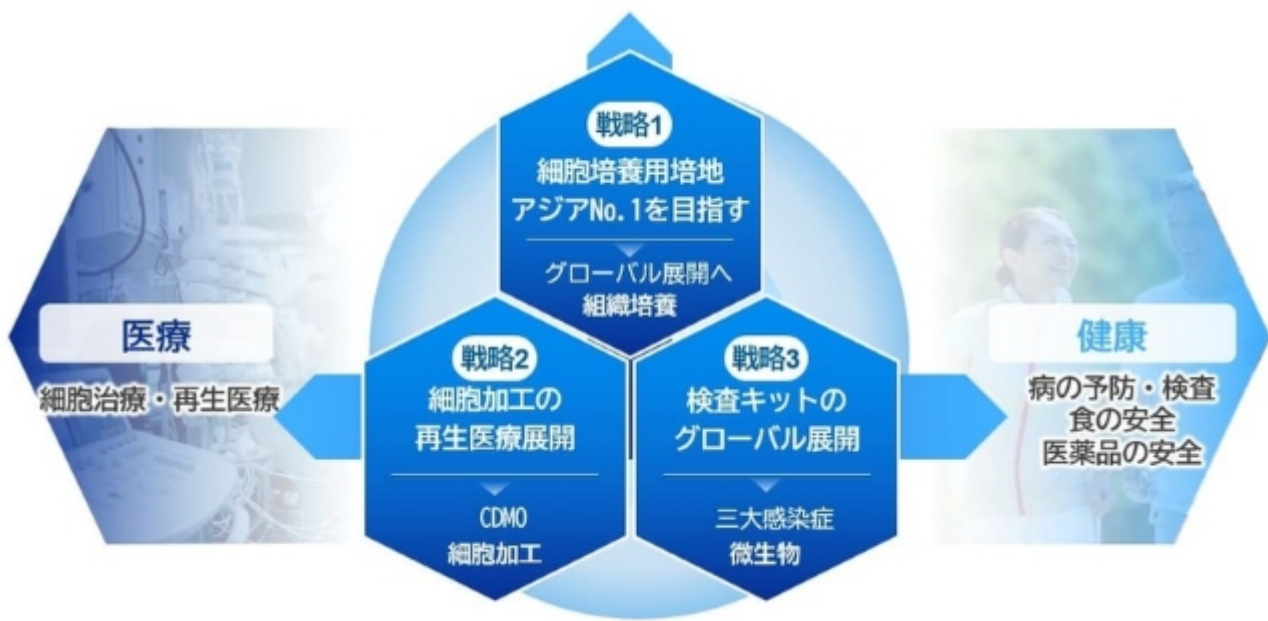 戦略1
細胞培養用培地
アジアNo.1を目指す
グローバル展開へ
組織培養
医療
細胞治療・再生医療
戦略2
細胞加工の
再生医療展開
CDMO
細胞加工
戦略3
検査キットの
グローバル展開
三大感染症
微生物
健康
病の予防・検査
食の安全
医薬品の安全